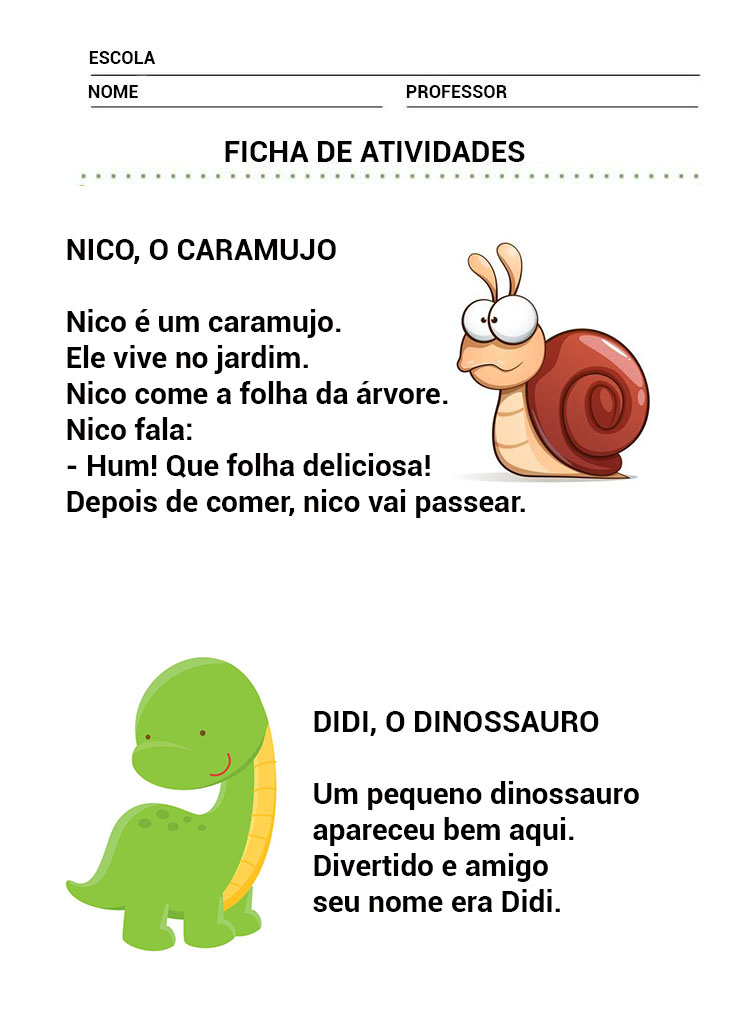 ESCOLA
NOME PROFESSOR
FICHA DE ATIVIDADES
NICO, O CARAMUJO
Nico é um caramujo.
Ele vive no jardim.
Nico come a folha da árvore.
Nico fala:
- Hum! Que folha deliciosa!
Depois de comer, nico vai passear.
DIDI, O DINOSSAURO
Um pequeno dinossauro
apareceu bem aqui.
Divertido e amigo
seu nome era Didi.